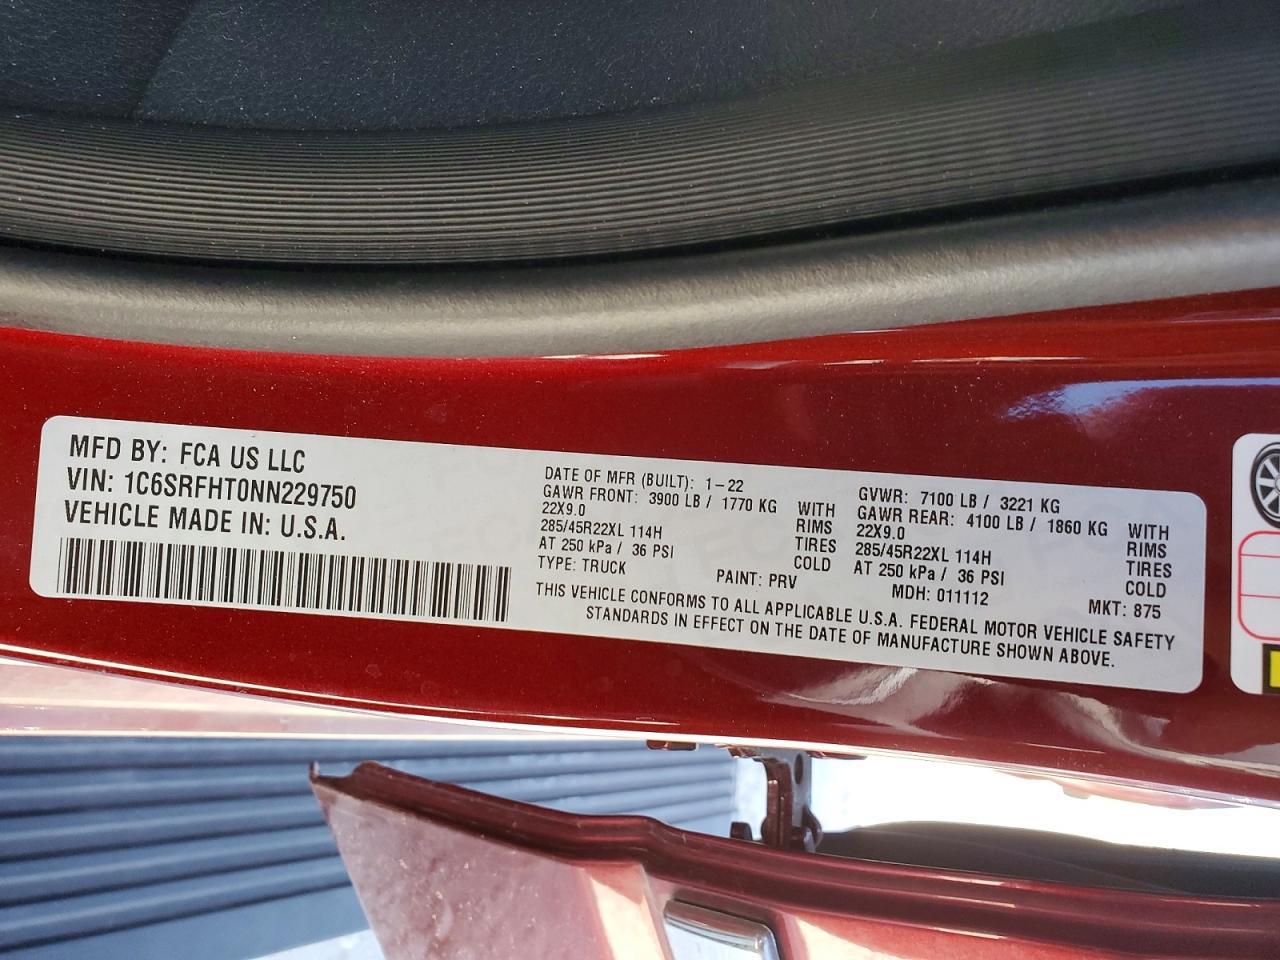 MFD BY: FCA US LLC
VIN: 1C6SRFHT0NN229750
VEHICLE MADE IN: U.S.A.
DATE OF MFR (BUILT): 1-22
GAWR FRONT: 3900 LB / 1770 KG WITH
22X9.0 RIMS
285/45R22XL 114H TIRES
AT 250 kPa / 36 PSI COLD
TYPE: TRUCK PAINT: PRV
GVWR: 7100 LB / 3221 KG
GAWR REAR: 4100 LB / 1860 KG WITH
22X9.0 RIMS
285/45R22XL 114H TIRES
AT 250 kPa / 36 PSI COLD
MDH: 011112 MKT: 875
THIS VEHICLE CONFORMS TO ALL APPLICABLE U.S.A. FEDERAL MOTOR VEHICLE SAFETY
STANDARDS IN EFFECT ON THE DATE OF MANUFACTURE SHOWN ABOVE.